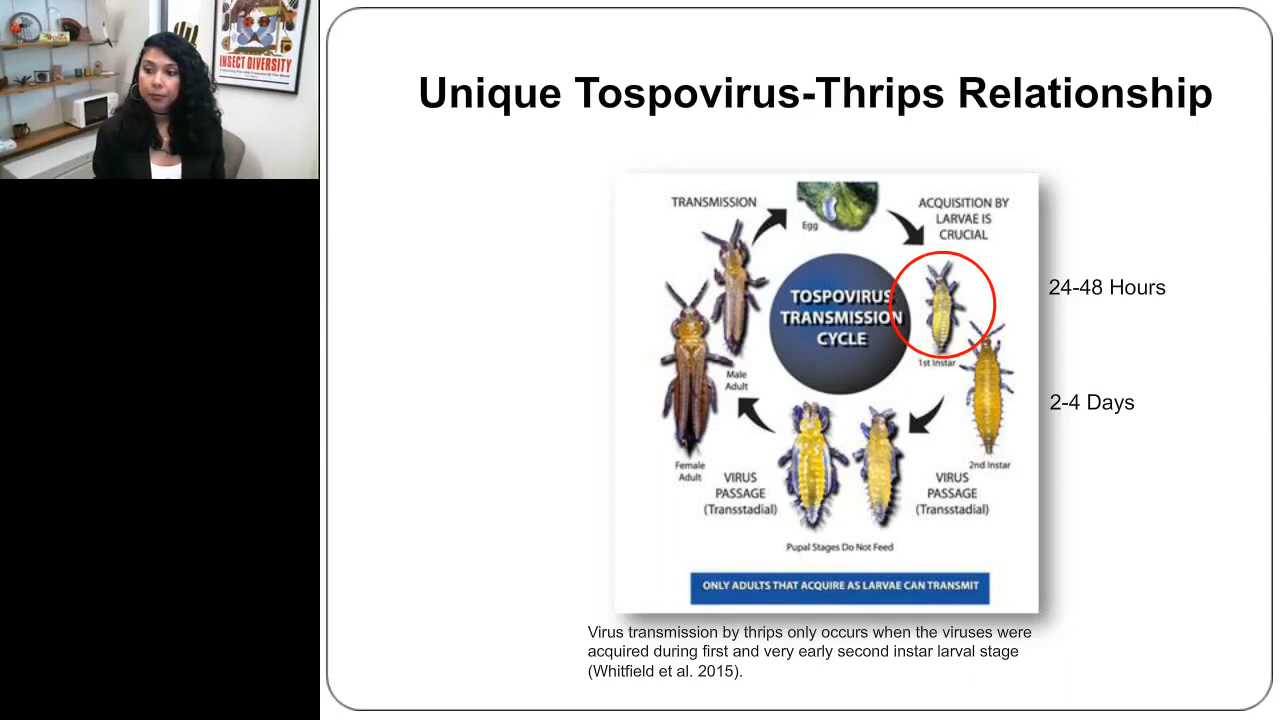 INSECT DIVERSITY
Unique Tospovirus-Thrips Relationship
TRANSMISSION
Egg
ACQUISITION BY
LARVAE IS
CRUCIAL
TOSPOVIRUS
TRANSMISSION
CYCLE
24-48 Hours
1st Instar
Male
Adult
2-4 Days
Female
Adult
2nd Instar
VIRUS
PASSAGE
(Transstadial)
VIRUS
PASSAGE
(Transstadial)
Pupal Stages Do Not Feed
ONLY ADULTS THAT ACQUIRE AS LARVAE CAN TRANSMIT
Virus transmission by thrips only occurs when the viruses were
acquired during first and very early second instar larval stage
(Whitfield et al. 2015).